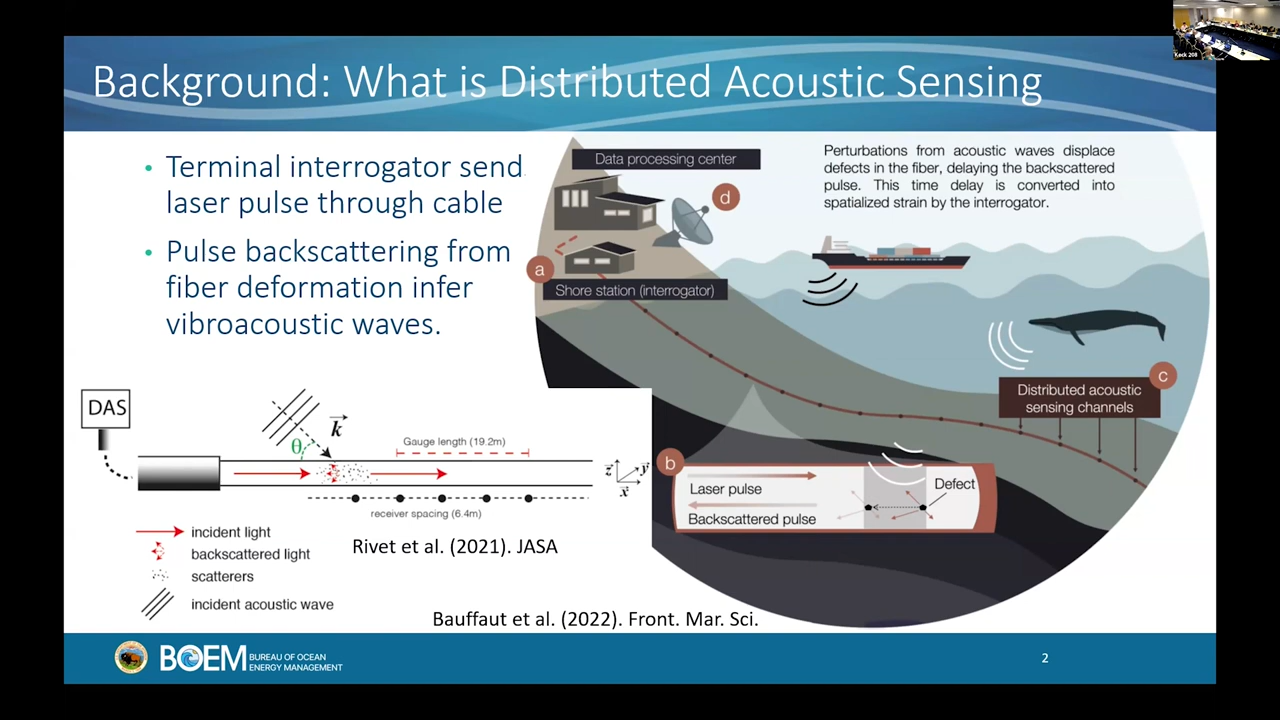 Keck 208
Background: What is Distributed Acoustic Sensing
• Terminal interrogator send
laser pulse through cable
• Pulse backscattering from
fiber deformation infer
vibroacoustic waves.
Data processing center
d
a
Shore station (interrogator)
Perturbations from acoustic waves displace
defects in the fiber, delaying the backscattered
pulse. This time delay is converted into
spatialized strain by the interrogator.
c
Distributed acoustic
sensing channels
b
Laser pulse
Backscattered pulse
Defect
DAS
θ
k
Gauge length (19.2m)
z
y
x
receiver spacing (6.4m)
incident light
backscattered light
scatterers
incident acoustic wave
Rivet et al. (2021). JASA
Bauffaut et al. (2022). Front. Mar. Sci.
BOEM
BUREAU OF OCEAN
ENERGY MANAGEMENT
2